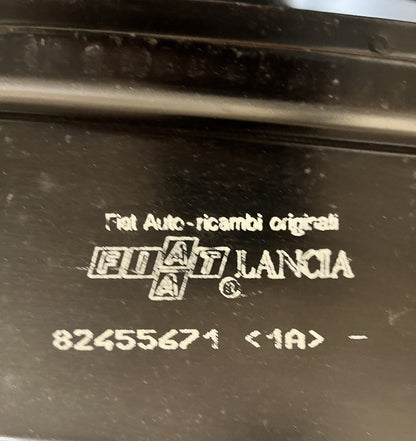 Fiat Auto-ricambi originali
FIAT LANCIA ®
82455671 <1A> -